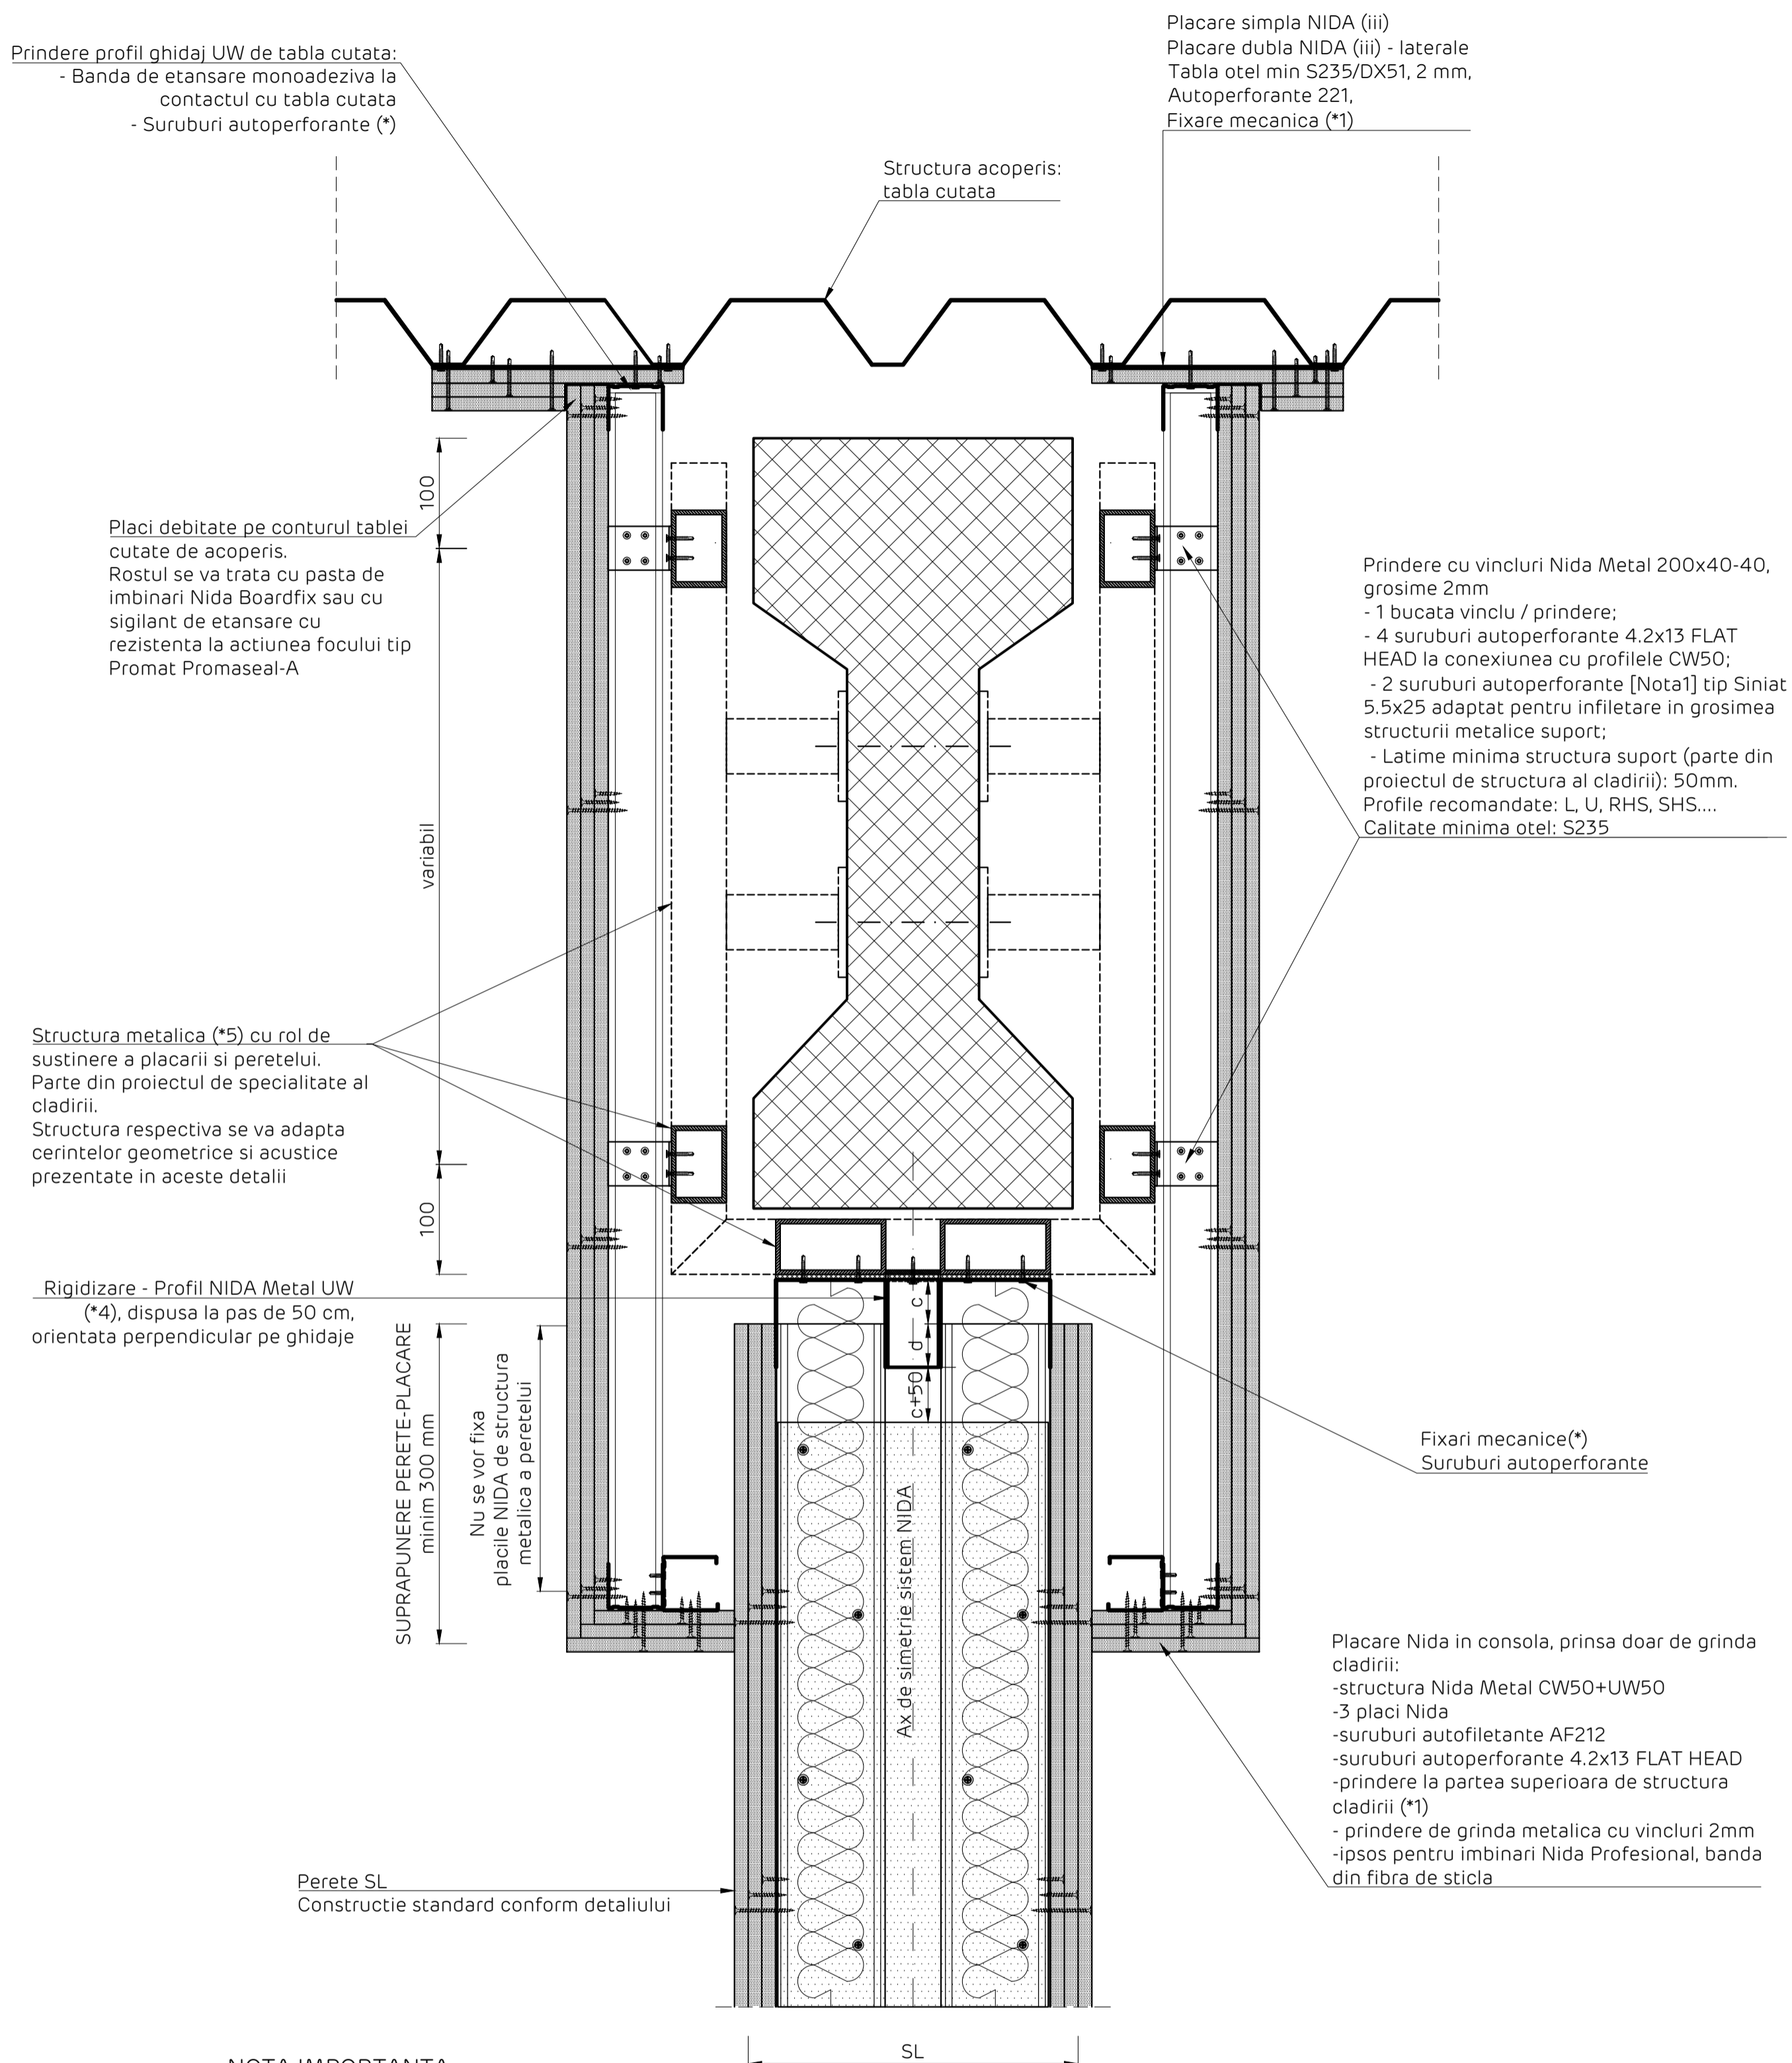 Placare simpla NIDA (iii)
Placare dubla NIDA (iii) - laterale
Tabla otel min S235/DX51, 2 mm,
Autoperforante 221,
Fixare mecanica (*1)
Prindere profil ghidaj UW de tabla cutata:
- Banda de etansare monoadeziva la
contactul cu tabla cutata
- Suruburi autoperforante (*)
Structura acoperis:
tabla cutata
100
Placi debitate pe conturul tablei
cutate de acoperis.
Rostul se va trata cu pasta de
imbinari Nida Boardfix sau cu
sigilant de etansare cu
rezistenta la actiunea focului tip
Promat Promaseal-A
Prindere cu vincluri Nida Metal 200x40-40,
grosime 2mm
- 1 bucata vinclu / prindere;
- 4 suruburi autoperforante 4.2x13 FLAT
HEAD la conexiunea cu profilele CW50;
- 2 suruburi autoperforante [Nota1] tip Siniat
5.5x25 adaptat pentru infiletare in grosimea
structurii metalice suport;
- Latime minima structura suport (parte din
proiectul de structura al cladirii): 50mm.
Profile recomandate: L, U, RHS, SHS....
Calitate minima otel: S235
variabil
Structura metalica (*5) cu rol de
sustinere a placarii si peretelui.
Parte din proiectul de specialitate al
cladirii.
Structura respectiva se va adapta
cerintelor geometrice si acustice
prezentate in aceste detalii
100
Rigidizare - Profil NIDA Metal UW
(*4), dispusa la pas de 50 cm,
orientata perpendicular pe ghidaje
c
d
c+50
SUPRAPUNERE PERETE-PLACARE
minim 300 mm
Nu se vor fixa
placile NIDA de structura
metalica a peretelui
Fixari mecanice(*)
Suruburi autoperforante
Ax de simetrie sistem NIDA
Placare Nida in consola, prinsa doar de grinda
cladirii:
-structura Nida Metal CW50+UW50
-3 placi Nida
-suruburi autofiletante AF212
-suruburi autoperforante 4.2x13 FLAT HEAD
-prindere la partea superioara de structura
cladirii (*1)
- prindere de grinda metalica cu vincluri 2mm
-ipsos pentru imbinari Nida Profesional, banda
din fibra de sticla
Perete SL
Constructie standard conform detaliului
SL
NOTA IMPORTANTA